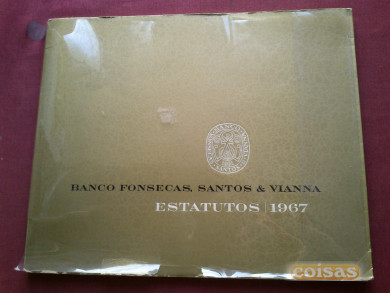 BANCO FONSECAS, SANTOS & VIANNA
ESTATUTOS | 1967
coisas